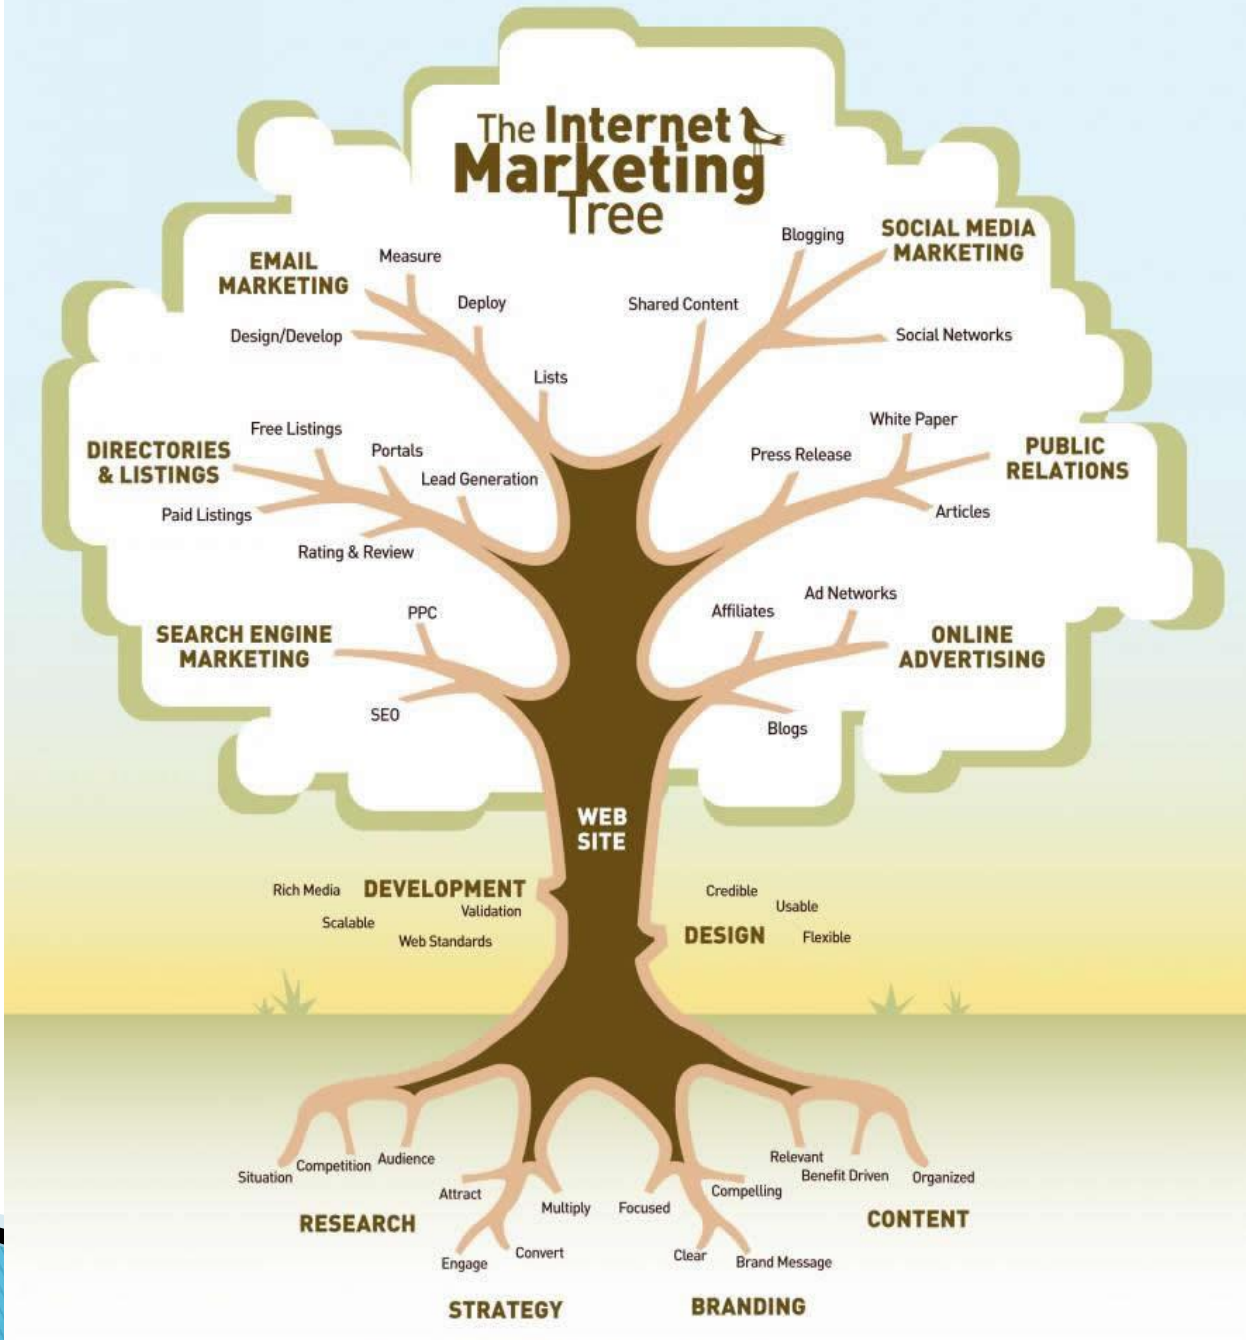 The Internet
Marketing
Tree
EMAIL
MARKETING
Measure
Deploy
Design/Develop
Lists
Blogging
SOCIAL MEDIA
MARKETING
Shared Content
Social Networks
DIRECTORIES
& LISTINGS
Free Listings
Portals
Lead Generation
Paid Listings
Rating & Review
White Paper
Press Release
PUBLIC
RELATIONS
Articles
SEARCH ENGINE
MARKETING
PPC
SEO
Affiliates
Ad Networks
ONLINE
ADVERTISING
Blogs
WEB
SITE
Rich Media
DEVELOPMENT
Validation
Scalable
Web Standards
Credible
Usable
DESIGN
Flexible
Situation
Competition
Audience
RESEARCH
Attract
Multiply
Engage
Convert
STRATEGY
Focused
Compelling
Clear
Brand Message
BRANDING
Relevant
Benefit Driven
Organized
CONTENT